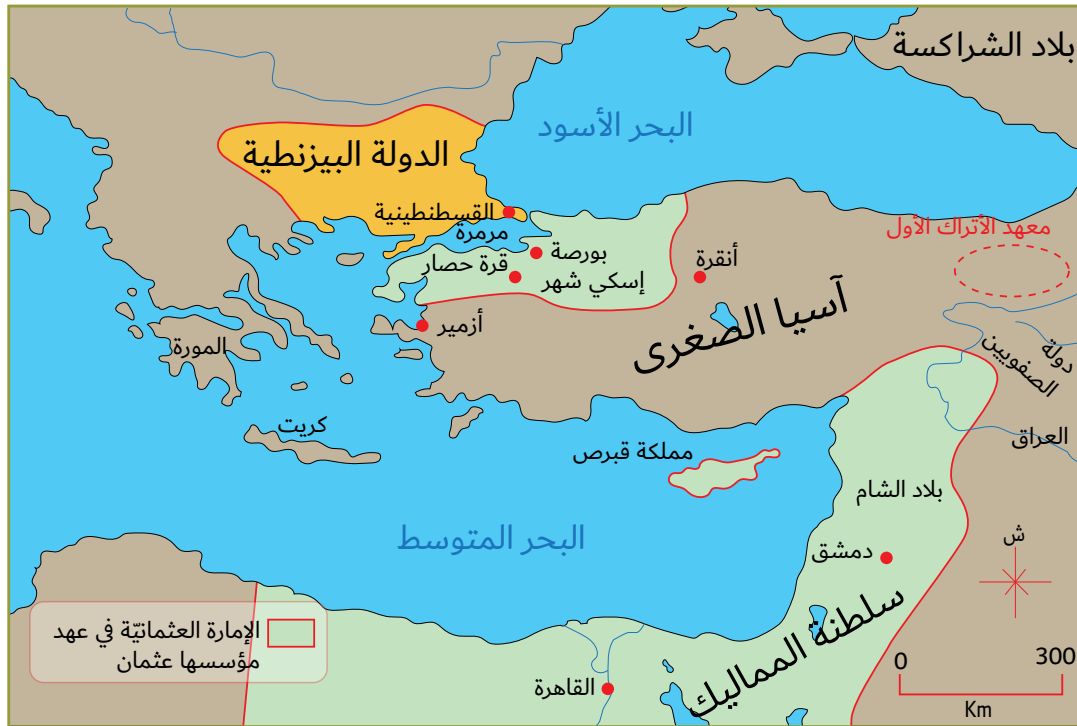 بلاد الشراكسة
البحر الأسود
الدولة البيزنطية
القسطنطينية
مرمرة
معهد الأتراك الأول
بورصة
أنقرة
قرة حصار
إسكي شهر
آسيا الصغرى
أزمير
المورة
دولة
الصفويين
كريت
العراق
مملكة قبرص
بلاد الشام
البحر المتوسط
ش
دمشق
سلطنة المماليك
الإمارة العثمانيّة في عهد
مؤسسها عثمان
القاهرة
0 300
Km